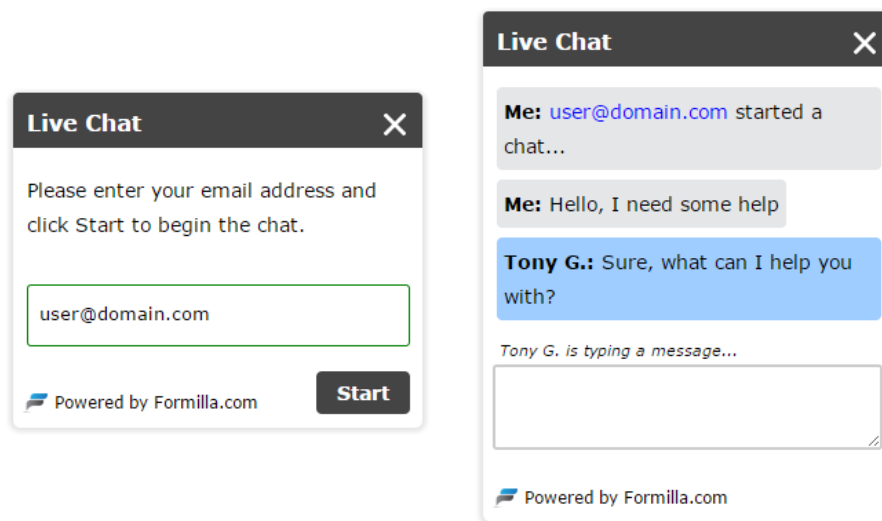 Live Chat
Please enter your email address and
click Start to begin the chat.
user@domain.com
Powered by Formilla.com
Start
Live Chat
Me: user@domain.com started a
chat...
Me: Hello, I need some help
Tony G.: Sure, what can I help you
with?
Tony G. is typing a message...
Powered by Formilla.com